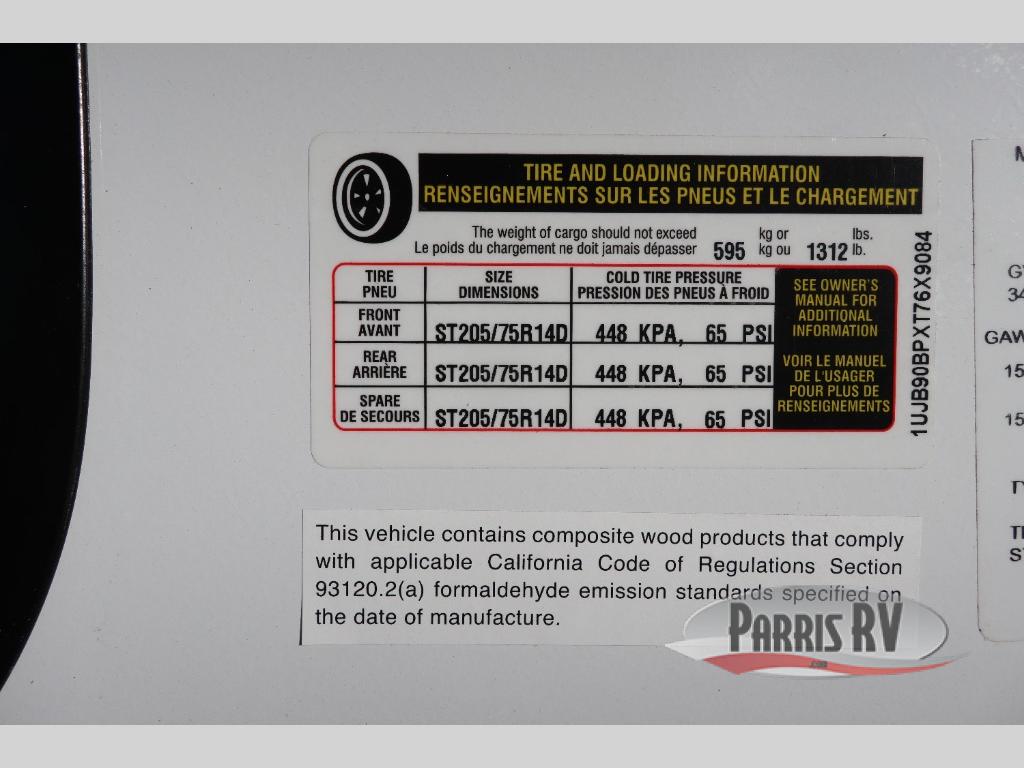 TIRE AND LOADING INFORMATION
RENSEIGNEMENTS SUR LES PNEUS ET LE CHARGEMENT
The weight of cargo should not exceed kg or lbs.
Le poids du chargement ne doit jamais dépasser 595 kg ou 1312 lb.
TIRE SIZE COLD TIRE PRESSURE
PNEU DIMENSIONS PRESSION DES PNEUS À FROID
FRONT
AVANT ST205/75R14D 448 KPA, 65 PSI
REAR
ARRIÈRE ST205/75R14D 448 KPA, 65 PSI
SPARE
DE SECOURS ST205/75R14D 448 KPA, 65 PSI
SEE OWNER'S
MANUAL FOR
ADDITIONAL
INFORMATION
VOIR LE MANUEL
DE L'USAGER
POUR PLUS DE
RENSEIGNEMENTS
1UJB90BPXT76X9084
This vehicle contains composite wood products that comply
with applicable California Code of Regulations Section
93120.2(a) formaldehyde emission standards specified on
the date of manufacture.
PARRIS RV
.com
GAW
15
15